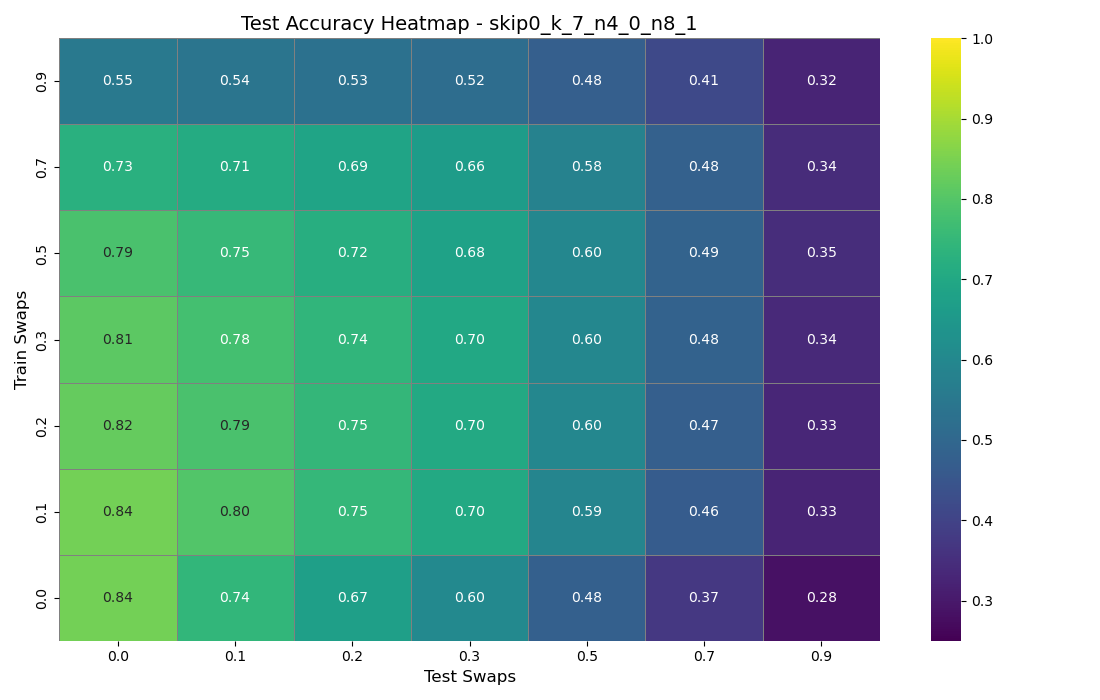 Test Accuracy Heatmap - skip0_k_7_n4_0_n8_1
Train Swaps
0.9 0.55 0.54 0.53 0.52 0.48 0.41 0.32
0.7 0.73 0.71 0.69 0.66 0.58 0.48 0.34
0.5 0.79 0.75 0.72 0.68 0.60 0.49 0.35
0.3 0.81 0.78 0.74 0.70 0.60 0.48 0.34
0.2 0.82 0.79 0.75 0.70 0.60 0.47 0.33
0.1 0.84 0.80 0.75 0.70 0.59 0.46 0.33
0.0 0.84 0.74 0.67 0.60 0.48 0.37 0.28
0.0 0.1 0.2 0.3 0.5 0.7 0.9
Test Swaps
1.0
0.9
0.8
0.7
0.6
0.5
0.4
0.3